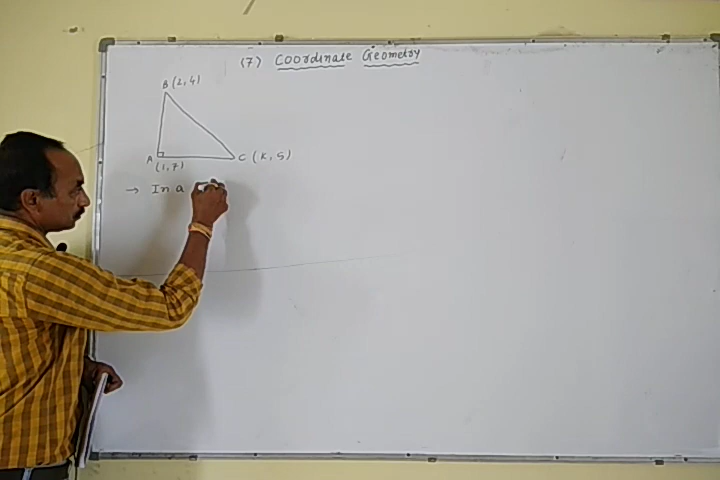 (7) Coordinate Geometry
B (2, 4)
A
C (K, 5)
(1, 7)
→ In a